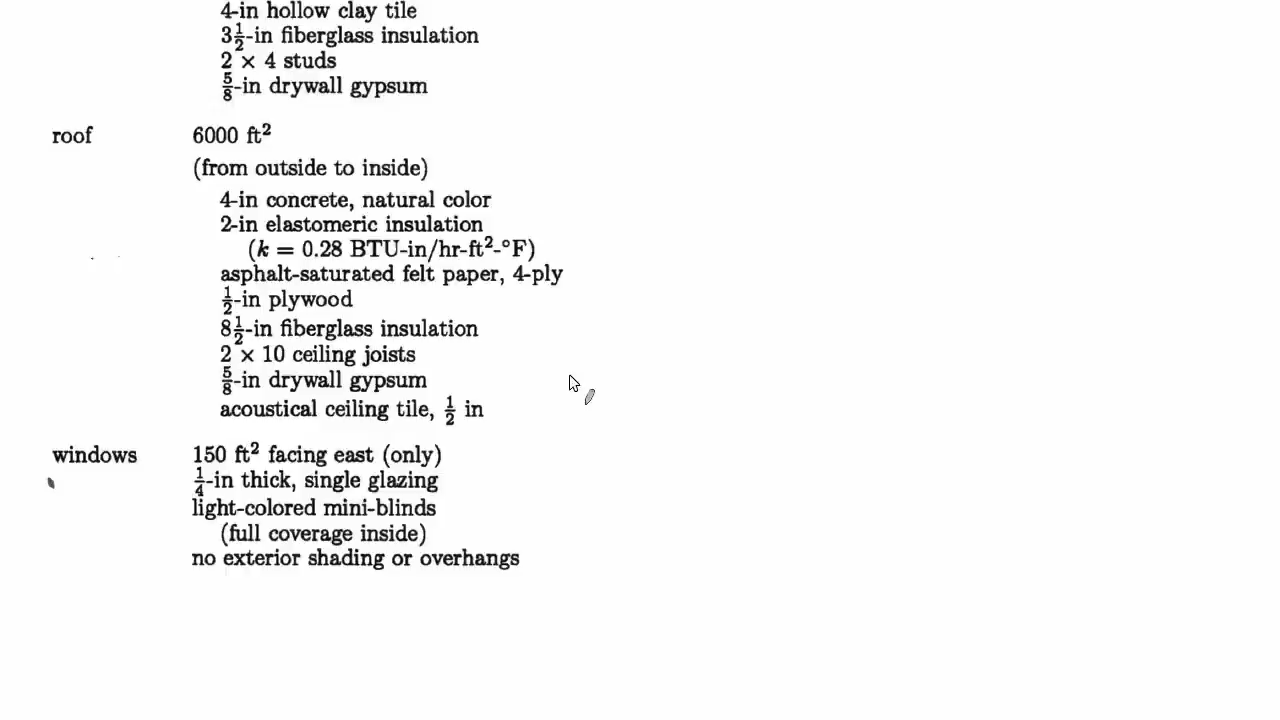 4-in hollow clay tile
3½-in fiberglass insulation
2 × 4 studs
⅝-in drywall gypsum
roof 6000 ft²
(from outside to inside)
4-in concrete, natural color
2-in elastomeric insulation
(k = 0.28 BTU-in/hr-ft²-°F)
asphalt-saturated felt paper, 4-ply
½-in plywood
8½-in fiberglass insulation
2 × 10 ceiling joists
⅝-in drywall gypsum
acoustical ceiling tile, ½ in
windows 150 ft² facing east (only)
¼-in thick, single glazing
light-colored mini-blinds
(full coverage inside)
no exterior shading or overhangs